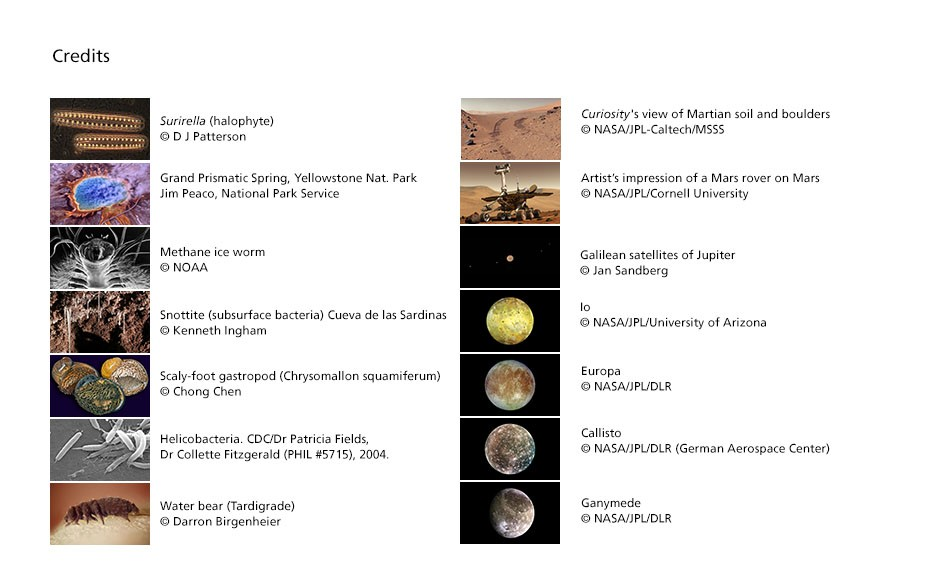 Credits
Surirella (halophyte)
© D J Patterson
Grand Prismatic Spring, Yellowstone Nat. Park
Jim Peaco, National Park Service
Methane ice worm
© NOAA
Snottite (subsurface bacteria) Cueva de las Sardinas
© Kenneth Ingham
Scaly-foot gastropod (Chrysomallon squamiferum)
© Chong Chen
Helicobacteria. CDC/Dr Patricia Fields,
Dr Collette Fitzgerald (PHIL #5715), 2004.
Water bear (Tardigrade)
© Darron Birgenheier
Curiosity's view of Martian soil and boulders
© NASA/JPL-Caltech/MSSS
Artist's impression of a Mars rover on Mars
© NASA/JPL/Cornell University
Galilean satellites of Jupiter
© Jan Sandberg
Io
© NASA/JPL/University of Arizona
Europa
© NASA/JPL/DLR
Callisto
© NASA/JPL/DLR (German Aerospace Center)
Ganymede
© NASA/JPL/DLR